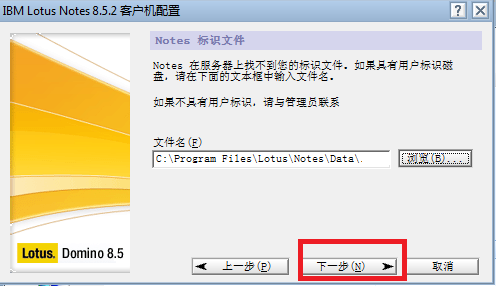 IBM Lotus Notes 8.5.2 客户机配置
Notes 标识文件
Notes 在服务器上找不到您的标识文件。如果具有用户标识磁
盘，请在下面的文本框中输入文件名。
如果不具有用户标识，请与管理员联系
文件名(F)
C:\Program Files\Lotus\Notes\Data\.
浏览(B)...
Lotus. Domino 8.5
上一步(P)
下一步(N)
取消